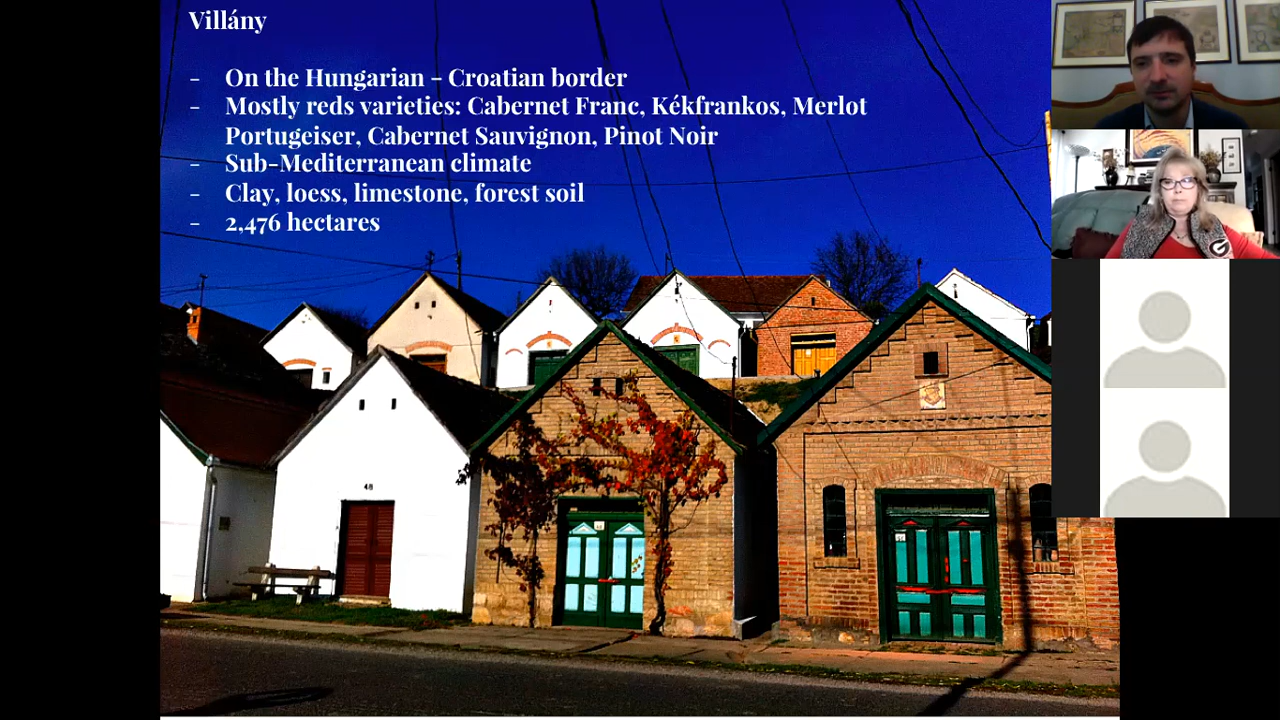 Villány
- On the Hungarian – Croatian border
- Mostly reds varieties: Cabernet Franc, Kékfrankos, Merlot
Portugeiser, Cabernet Sauvignon, Pinot Noir
- Sub-Mediterranean climate
- Clay, loess, limestone, forest soil
- 2,476 hectares
48
G